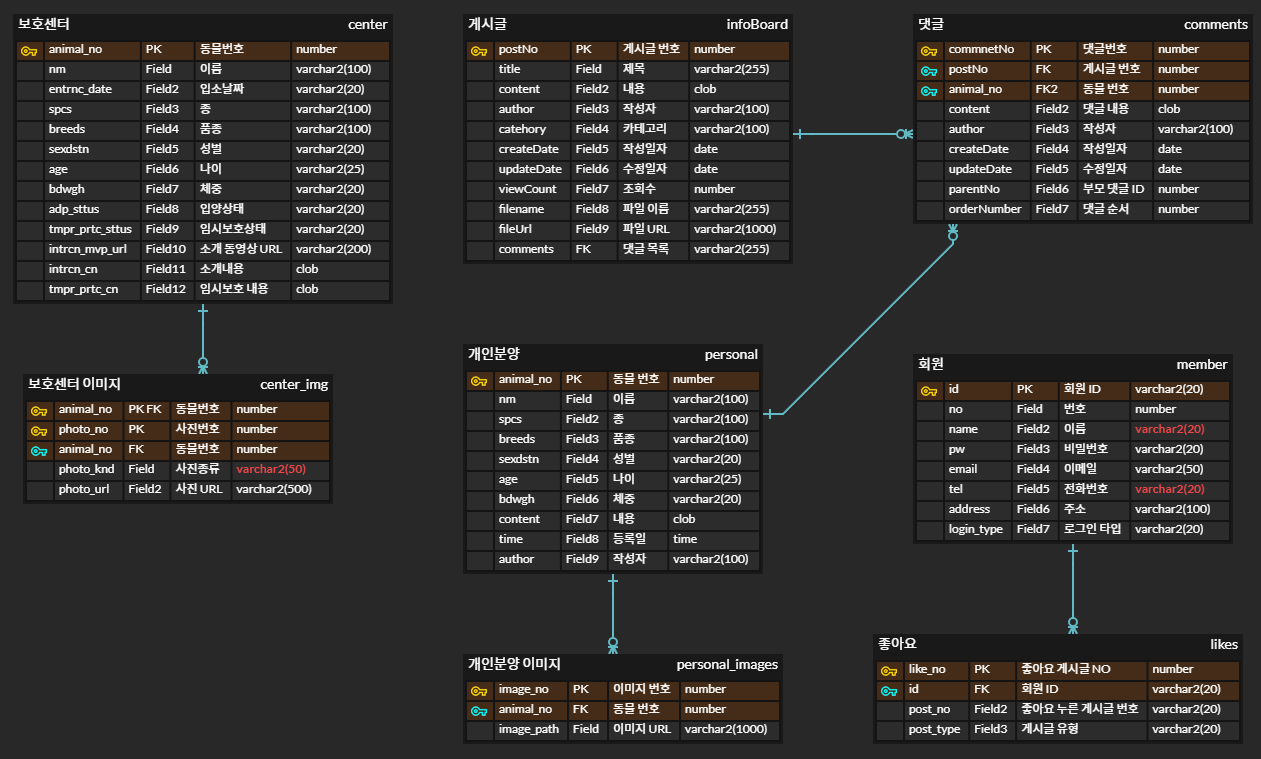 보호센터 center
animal_no PK 동물번호 number
nm Field 이름 varchar2(100)
entrnc_date Field2 입소날짜 varchar2(20)
spcs Field3 종 varchar2(100)
breeds Field4 품종 varchar2(100)
sexdstn Field5 성별 varchar2(20)
age Field6 나이 varchar2(25)
bdwgh Field7 체중 varchar2(20)
adp_sttus Field8 입양상태 varchar2(20)
tmpr_prtc_sttus Field9 임시보호상태 varchar2(20)
intrcn_mvp_url Field10 소개 동영상 URL varchar2(200)
intrcn_cn Field11 소개내용 clob
tmpr_prtc_cn Field12 임시보호 내용 clob
보호센터 이미지 center_img
animal_no PK FK 동물번호 number
photo_no PK 사진번호 number
animal_no FK 동물번호 number
photo_knd Field 사진종류 varchar2(50)
photo_url Field2 사진 URL varchar2(500)
게시글 infoBoard
postNo PK 게시글 번호 number
title Field 제목 varchar2(255)
content Field2 내용 clob
author Field3 작성자 varchar2(100)
catehory Field4 카테고리 varchar2(100)
createDate Field5 작성일자 date
updateDate Field6 수정일자 date
viewCount Field7 조회수 number
filename Field8 파일 이름 varchar2(255)
fileUrl Field9 파일 URL varchar2(1000)
comments FK 댓글 목록 varchar2(255)
댓글 comments
commnetNo PK 댓글번호 number
postNo FK 게시글 번호 number
animal_no FK2 동물 번호 number
content Field2 댓글 내용 clob
author Field3 작성자 varchar2(100)
createDate Field4 작성일자 date
updateDate Field5 수정일자 date
parentNo Field6 부모 댓글 ID number
orderNumber Field7 댓글 순서 number
개인분양 personal
animal_no PK 동물 번호 number
nm Field 이름 varchar2(100)
spcs Field2 종 varchar2(100)
breeds Field3 품종 varchar2(100)
sexdstn Field4 성별 varchar2(20)
age Field5 나이 varchar2(25)
bdwgh Field6 체중 varchar2(20)
content Field7 내용 clob
time Field8 등록일 time
author Field9 작성자 varchar2(100)
개인분양 이미지 personal_images
image_no PK 이미지 번호 number
animal_no FK 동물 번호 number
image_path Field 이미지 URL varchar2(1000)
회원 member
id PK 회원 ID varchar2(20)
no Field 번호 number
name Field2 이름 varchar2(20)
pw Field3 비밀번호 varchar2(20)
email Field4 이메일 varchar2(50)
tel Field5 전화번호 varchar2(20)
address Field6 주소 varchar2(100)
login_type Field7 로그인 타입 varchar2(20)
좋아요 likes
like_no PK 좋아요 게시글 NO number
id FK 회원 ID varchar2(20)
post_no Field2 좋아요 누른 게시글 번호 varchar2(20)
post_type Field3 게시글 유형 varchar2(20)